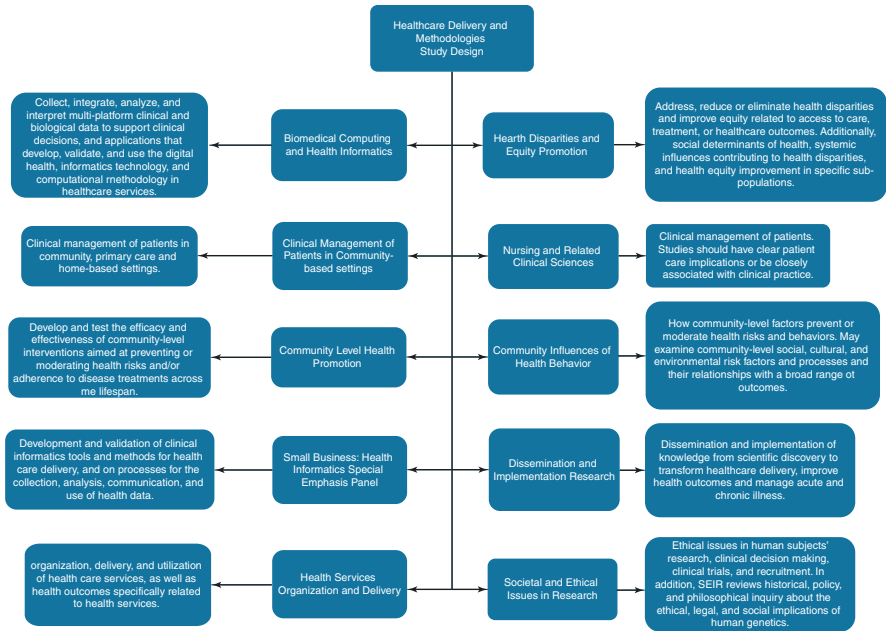 Healthcare Delivery and
Methodologies
Study Design
Collect, integrate, analyze, and
interpret multi-platform clinical and
biological data to support clinical
decisions, and applications that
develop, validate, and use the digital
health, informatics technology, and
computational rnethodology in
healthcare services.
Biomedical Computing
and Health Informatics
Hearth Disparities and
Equity Promotion
Address, reduce or eliminate health disparities
and improve equity related to access to care,
treatment, or healthcare outcomes. Additionally,
social determinants of health, systemic
influences contributing to health disparities,
and health equity improvement in specific sub-
populations.
Clinical management of patients in
community, primary care and
home-based settings.
Clinical Management of
Patients in Community-
based settings
Nursing and Related
Clinical Sciences
Clinical management of patients.
Studies should have clear patient
care implications or be closely
associated with clinical practice.
Develop and test the efficacy and
effectiveness of community-level
interventions aimed at preventing or
moderating health risks and/or
adherence to disease treatments across
me lifespan.
Community Level Health
Promotion
Community Influences of
Health Behavior
How community-level factors prevent or
moderate health risks and behaviors. May
examine community-level social, cultural, and
environmental risk factors and processes and
their relationships with a broad range ot
outcomes.
Development and validation of clinical
informatics tools and methods for health
care delivery, and on processes for the
collection, analysis, communication, and
use of health data.
Small Business: Health
Informatics Special
Emphasis Panel
Dissemination and
Implementation Research
Dissemination and implementation of
knowledge from scientific discovery to
transform healthcare delivery, improve
health outcomes and manage acute and
chronic illness.
organization, delivery, and utilization
of health care services, as well as
health outcomes specifically related
to health services.
Health Services
Organization and Delivery
Societal and Ethical
Issues in Research
Ethical issues in human subjects'
research, clinical decision making,
clinical trials, and recruitment. In
addition, SEIR reviews historical, policy,
and philosophical inquiry about the
ethical, legal, and social implications of
human genetics.